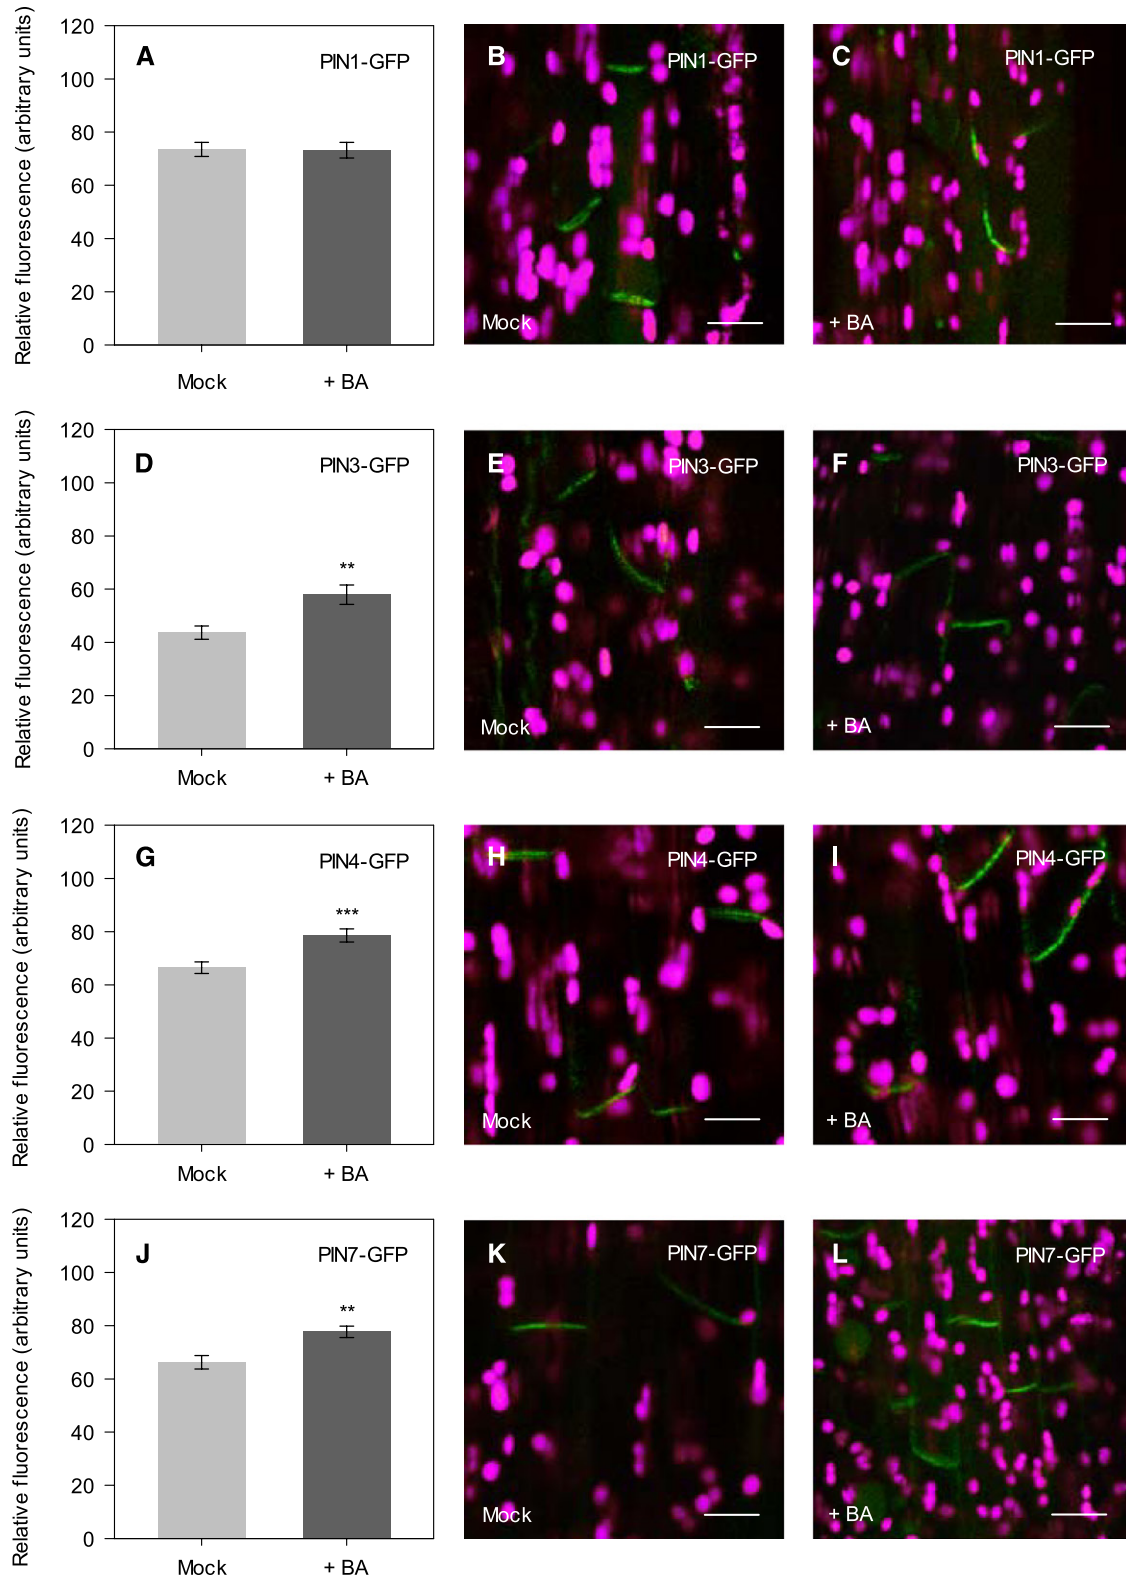 Relative fluorescence (arbitrary units)
120
100
80
60
40
20
0
A
PIN1-GFP
Mock
+ BA
B
PIN1-GFP
Mock
C
PIN1-GFP
+ BA
Relative fluorescence (arbitrary units)
120
100
80
60
40
20
0
D
PIN3-GFP
**
Mock
+ BA
E
PIN3-GFP
Mock
F
PIN3-GFP
+ BA
Relative fluorescence (arbitrary units)
120
100
80
60
40
20
0
G
PIN4-GFP
***
Mock
+ BA
H
PIN4-GFP
Mock
I
PIN4-GFP
+ BA
Relative fluorescence (arbitrary units)
120
100
80
60
40
20
0
J
PIN7-GFP
**
Mock
+ BA
K
PIN7-GFP
Mock
L
PIN7-GFP
+ BA